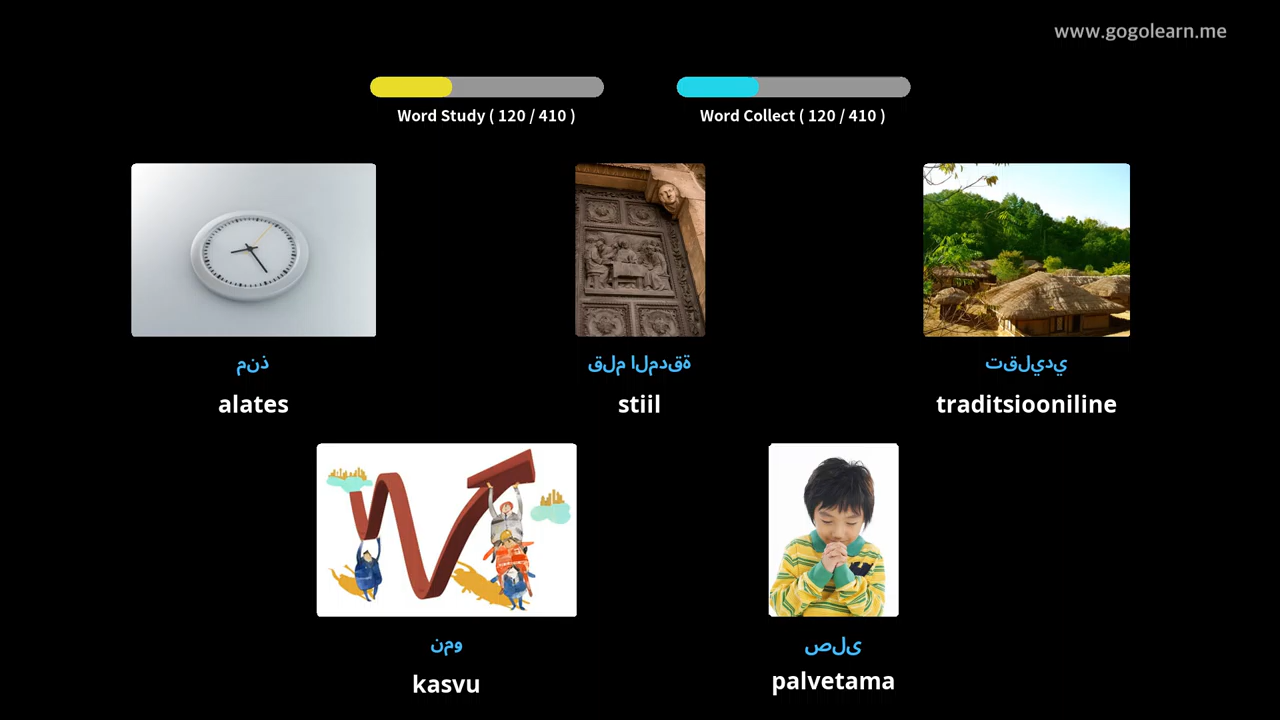 www.gogolearn.me
Word Study ( 120 / 410 )
Word Collect ( 120 / 410 )
منذ
alates
قلم المدقة
stiil
تقليدي
traditsiooniline
نمو
kasvu
صلى
palvetama